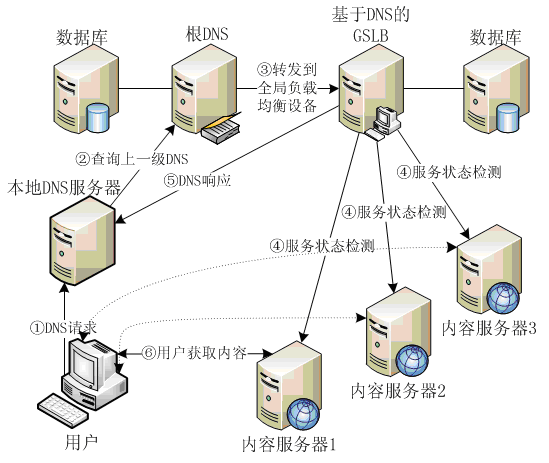 数据库
根DNS
基于DNS的
GSLB
数据库
③转发到
全局负载
均衡设备
②查询上一级DNS
⑤DNS响应
④服务状态检测
本地DNS服务器
④服务状态检测
④服务状态检测
①DNS请求
内容服务器3
⑥用户获取内容
内容服务器2
用户
内容服务器1